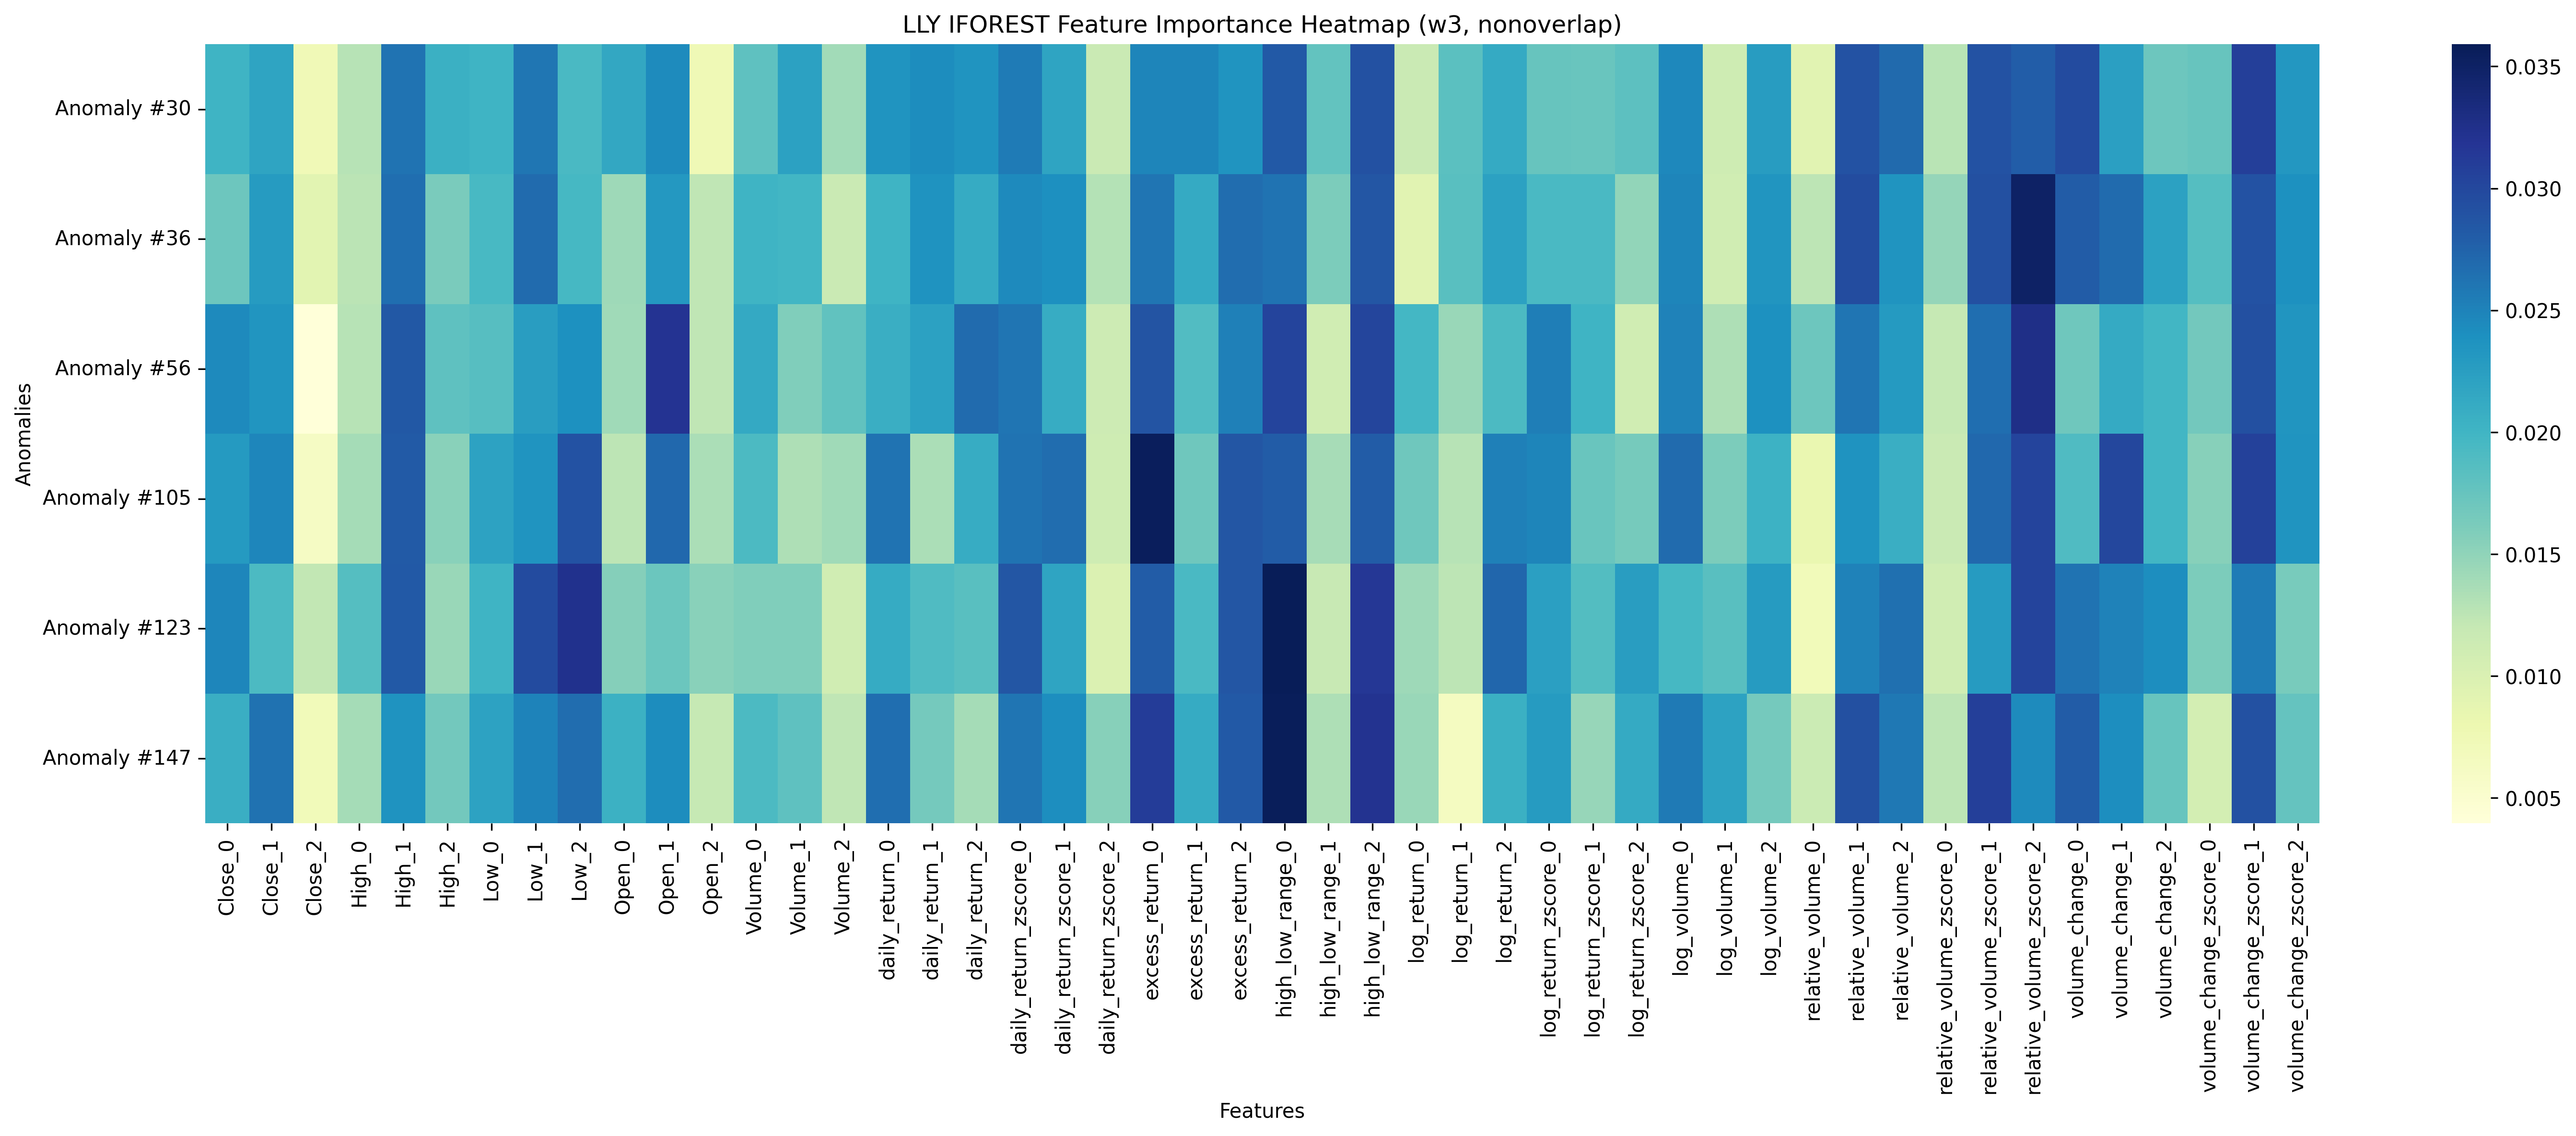 LLY IFOREST Feature Importance Heatmap (w3, nonoverlap)
Anomalies
Anomaly #30
Anomaly #36
Anomaly #56
Anomaly #105
Anomaly #123
Anomaly #147
0.035
0.030
0.025
0.020
0.015
0.010
0.005
Close_0
Close_1
Close_2
High_0
High_1
High_2
Low_0
Low_1
Low_2
Open_0
Open_1
Open_2
Volume_0
Volume_1
Volume_2
daily_return_0
daily_return_1
daily_return_2
daily_return_zscore_0
daily_return_zscore_1
daily_return_zscore_2
excess_return_0
excess_return_1
excess_return_2
high_low_range_0
high_low_range_1
high_low_range_2
log_return_0
log_return_1
log_return_2
log_return_zscore_0
log_return_zscore_1
log_return_zscore_2
log_volume_0
log_volume_1
log_volume_2
relative_volume_0
relative_volume_1
relative_volume_2
relative_volume_zscore_0
relative_volume_zscore_1
relative_volume_zscore_2
volume_change_0
volume_change_1
volume_change_2
volume_change_zscore_0
volume_change_zscore_1
volume_change_zscore_2
Features